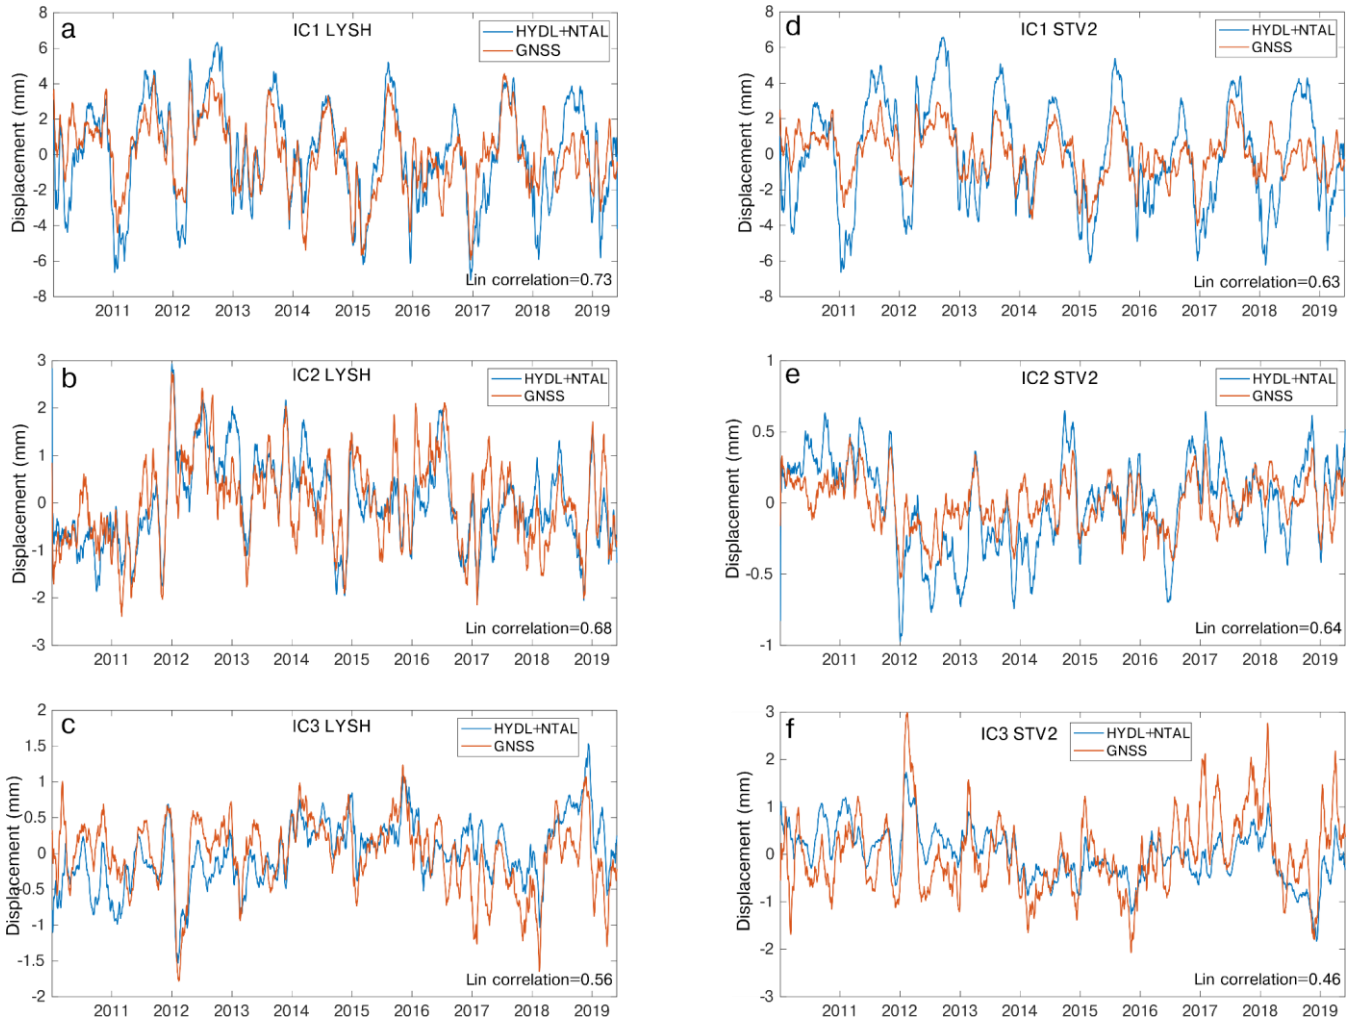 a
IC1 LYSH
HYDL+NTAL
GNSS
Displacement (mm)
8
6
4
2
0
-2
-4
-6
-8
Lin correlation=0.73
2011 2012 2013 2014 2015 2016 2017 2018 2019
d
IC1 STV2
HYDL+NTAL
GNSS
Displacement (mm)
8
6
4
2
0
-2
-4
-6
-8
Lin correlation=0.63
2011 2012 2013 2014 2015 2016 2017 2018 2019
b
IC2 LYSH
HYDL+NTAL
GNSS
Displacement (mm)
3
2
1
0
-1
-2
-3
Lin correlation=0.68
2011 2012 2013 2014 2015 2016 2017 2018 2019
e
IC2 STV2
HYDL+NTAL
GNSS
Displacement (mm)
1
0.5
0
-0.5
-1
Lin correlation=0.64
2011 2012 2013 2014 2015 2016 2017 2018 2019
c
IC3 LYSH
HYDL+NTAL
GNSS
Displacement (mm)
2
1.5
1
0.5
0
-0.5
-1
-1.5
-2
Lin correlation=0.56
2011 2012 2013 2014 2015 2016 2017 2018 2019
f
IC3 STV2
HYDL+NTAL
GNSS
Displacement (mm)
3
2
1
0
-1
-2
-3
Lin correlation=0.46
2011 2012 2013 2014 2015 2016 2017 2018 2019